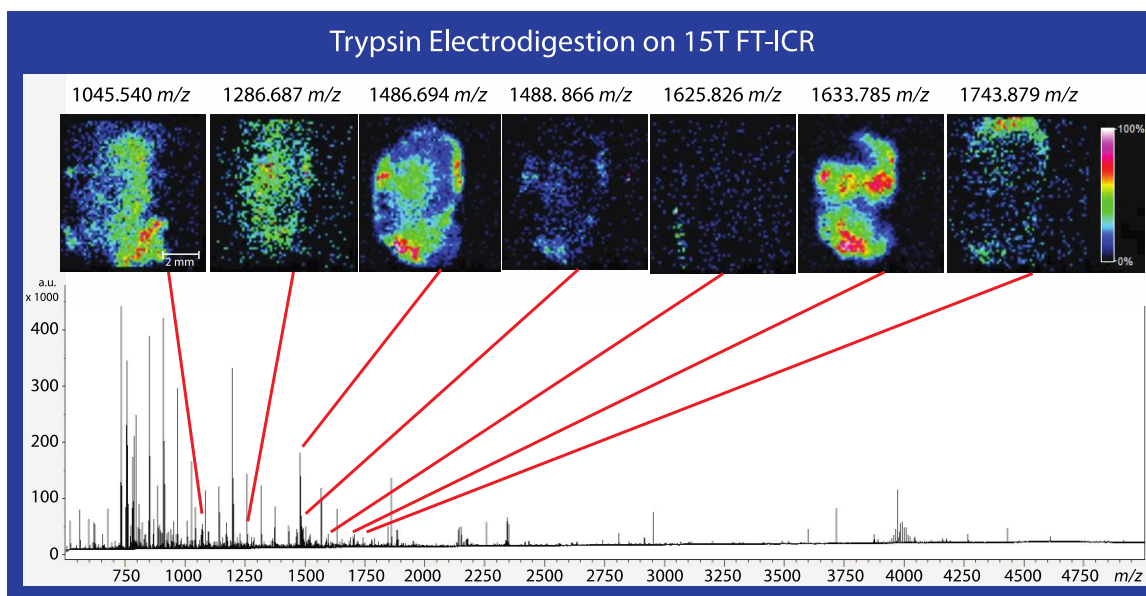 Trypsin Electrodigestion on 15T FT-ICR
1045.540 m/z 1286.687 m/z 1486.694 m/z 1488. 866 m/z 1625.826 m/z 1633.785 m/z 1743.879 m/z
100%
2 mm
0%
a.u.
x 1000
400
300
200
100
0
750 1000 1250 1500 1750 2000 2250 2500 2750 3000 3250 3500 3750 4000 4250 4500 4750 m/z